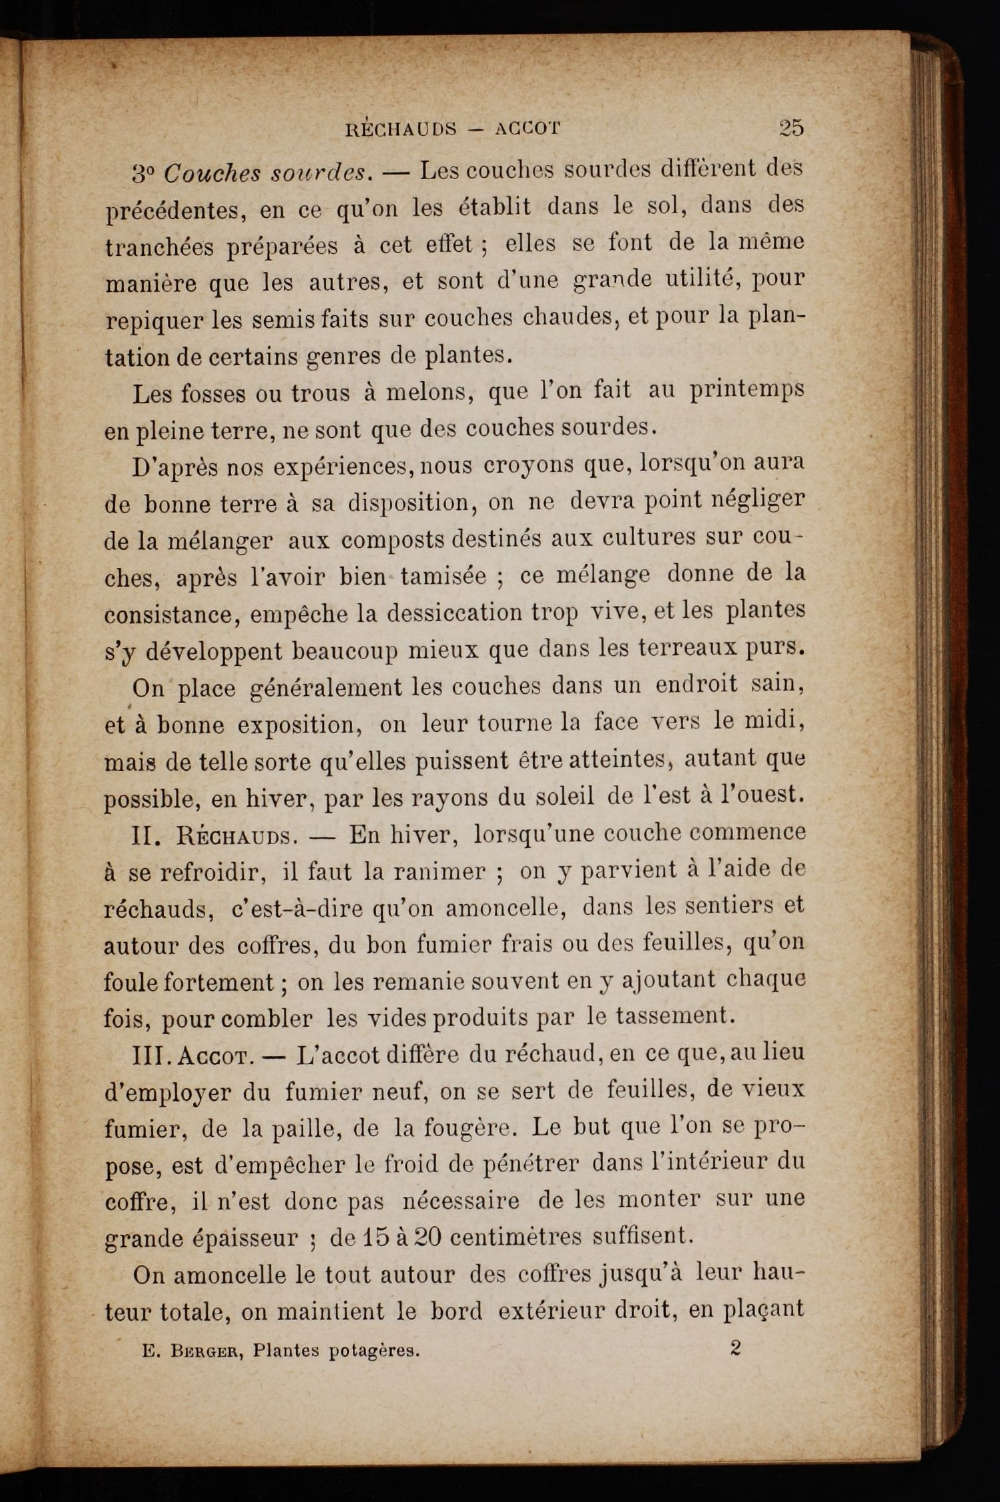 RÉCHAUDS — ACCOT 25
3º Couches sourdes. — Les couches sourdes diffèrent des
précédentes, en ce qu'on les établit dans le sol, dans des
tranchées préparées à cet effet ; elles se font de la même
manière que les autres, et sont d'une grande utilité, pour
repiquer les semis faits sur couches chaudes, et pour la plan-
tation de certains genres de plantes.
Les fosses ou trous à melons, que l'on fait au printemps
en pleine terre, ne sont que des couches sourdes.
D'après nos expériences, nous croyons que, lorsqu'on aura
de bonne terre à sa disposition, on ne devra point négliger
de la mélanger aux composts destinés aux cultures sur cou-
ches, après l'avoir bien tamisée ; ce mélange donne de la
consistance, empêche la dessiccation trop vive, et les plantes
s'y développent beaucoup mieux que dans les terreaux purs.
On place généralement les couches dans un endroit sain,
et à bonne exposition, on leur tourne la face vers le midi,
mais de telle sorte qu'elles puissent être atteintes, autant que
possible, en hiver, par les rayons du soleil de l'est à l'ouest.
II. RÉCHAUDS. — En hiver, lorsqu'une couche commence
à se refroidir, il faut la ranimer ; on y parvient à l'aide de
réchauds, c'est-à-dire qu'on amoncelle, dans les sentiers et
autour des coffres, du bon fumier frais ou des feuilles, qu'on
foule fortement ; on les remanie souvent en y ajoutant chaque
fois, pour combler les vides produits par le tassement.
III. ACCOT. — L'accot diffère du réchaud, en ce que, au lieu
d'employer du fumier neuf, on se sert de feuilles, de vieux
fumier, de la paille, de la fougère. Le but que l'on se pro-
pose, est d'empêcher le froid de pénétrer dans l'intérieur du
coffre, il n'est donc pas nécessaire de les monter sur une
grande épaisseur ; de 15 à 20 centimètres suffisent.
On amoncelle le tout autour des coffres jusqu'à leur hau-
teur totale, on maintient le bord extérieur droit, en plaçant
E. BERGER, Plantes potagères. 2